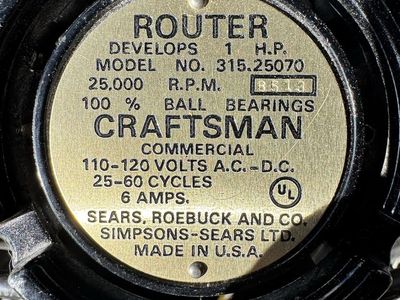 ROUTER
DEVELOPS 1 H.P.
MODEL NO. 315.25070
25,000 R.P.M. 8513
100 % BALL BEARINGS
CRAFTSMAN
COMMERCIAL
110-120 VOLTS A.C.-D.C.
25-60 CYCLES
6 AMPS.
UL
SEARS, ROEBUCK AND CO.
SIMPSONS-SEARS LTD.
MADE IN U.S.A.